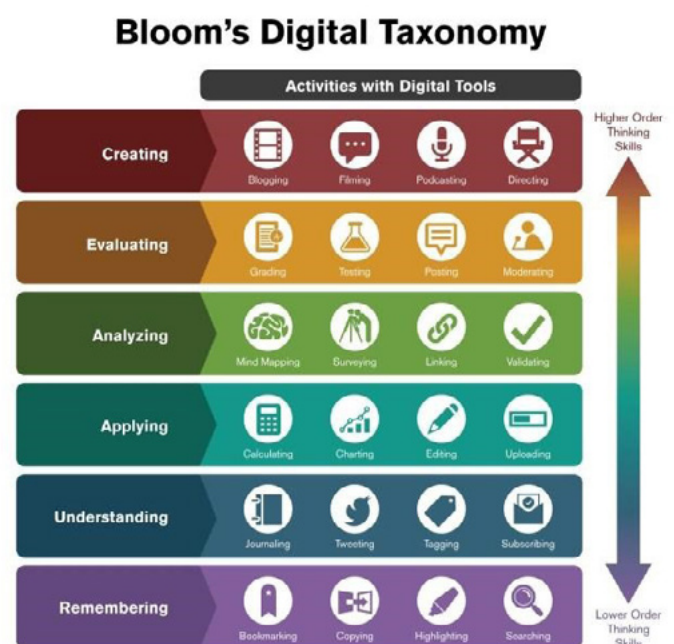 Bloom's Digital Taxonomy
Activities with Digital Tools
Higher Order
Thinking
Skills
Creating
Blogging Filming Podcasting Directing
Evaluating
Grading Testing Posting Moderating
Analyzing
Mind Mapping Surveying Linking Validating
Applying
Calculating Charting Editing Uploading
Understanding
Journaling Tweeting Tagging Subscribing
Remembering
Bookmarking Copying Highlighting Searching
Lower Order
Thinking
Skills